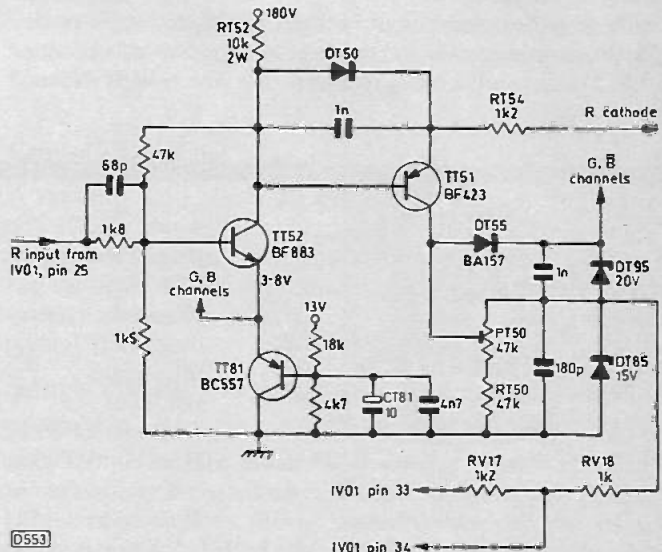 180V
RT52
10k
2W
DT50
1n
RT54
1k2
R cathode
47k
68p
TT51
BF423
G, B
channels
1k8
TT52
BF883
DT55
BA157
R input from
IV01, pin 25
3·8V
G, B
channels
1n
DT95
20V
13V
18k
PT50
47k
1k5
TT81
BC557
4k7
CT81
10
4n7
RT50
47k
180p
DT85
15V
RV17
1k2
RV18
1k
IV01 pin 33
IV01 pin 34
D553